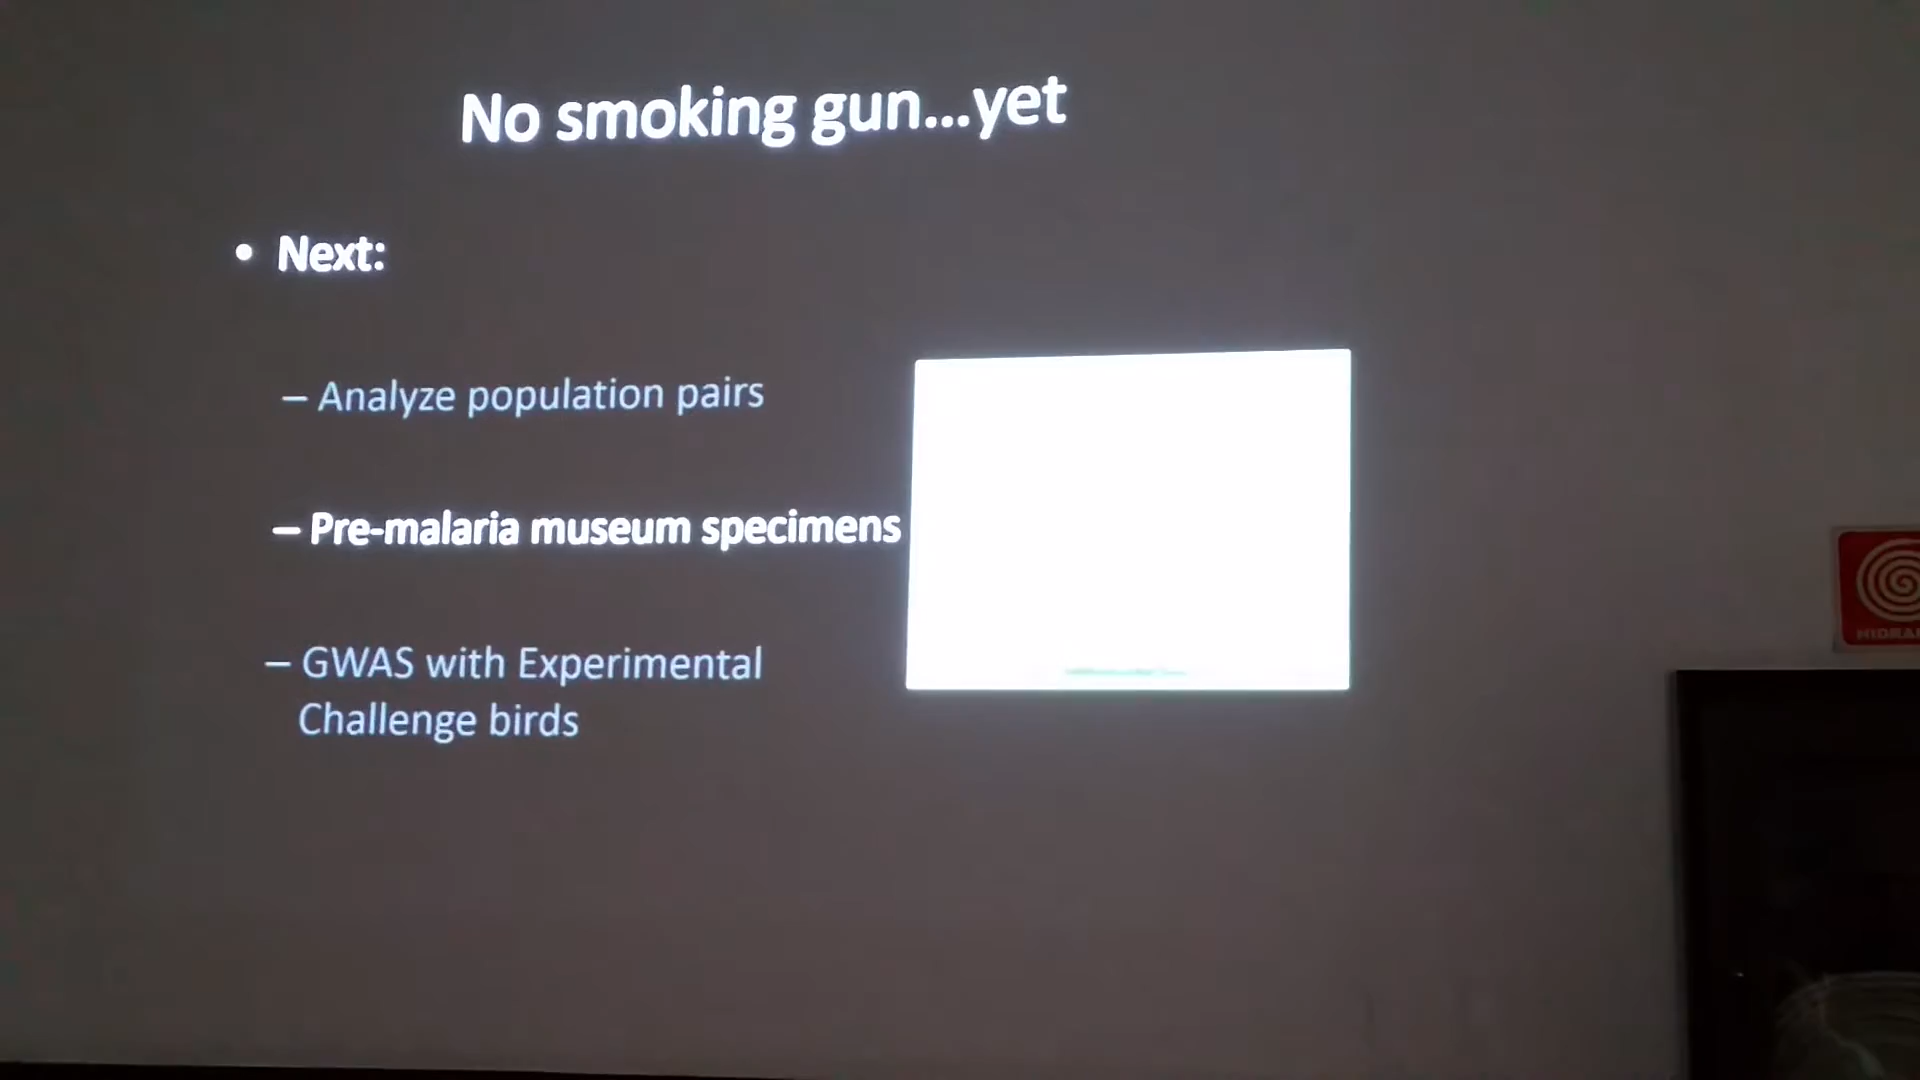 No smoking gun...yet
• Next:
– Analyze population pairs
– Pre-malaria museum specimens
– GWAS with Experimental
Challenge birds